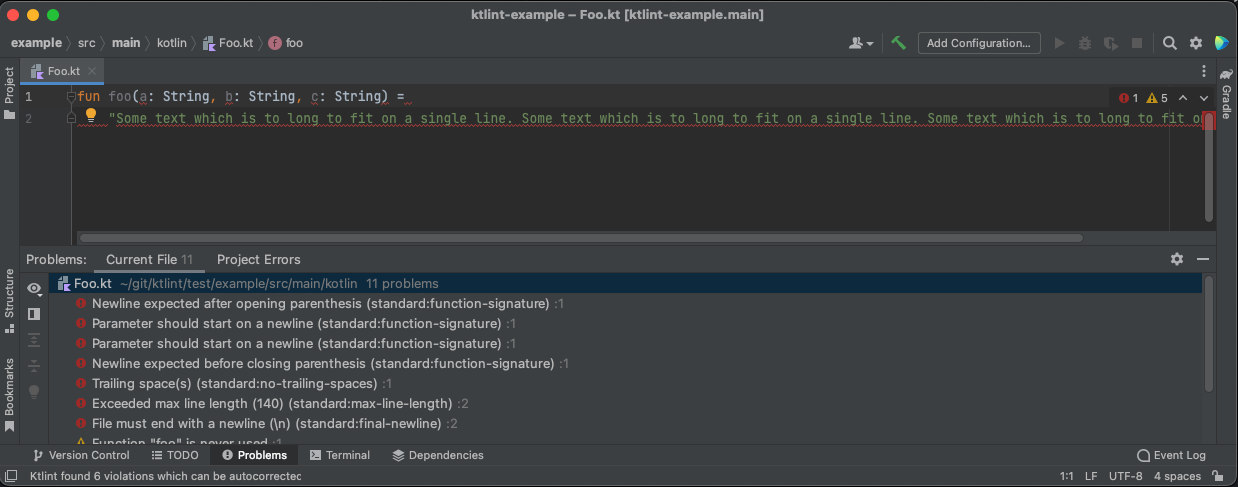 ktlint-example – Foo.kt [ktlint-example.main]
example src main kotlin Foo.kt f foo Add Configuration...
Project
Foo.kt
Gradle
1 fun foo(a: String, b: String, c: String) = 1 5
2 "Some text which is to long to fit on a single line. Some text which is to long to fit on a single line. Some text which is to long to fit on
Problems: Current File 11 Project Errors
Structure
Foo.kt ~/git/ktlint/test/example/src/main/kotlin 11 problems
Newline expected after opening parenthesis (standard:function-signature) :1
Parameter should start on a newline (standard:function-signature) :1
Parameter should start on a newline (standard:function-signature) :1
Newline expected before closing parenthesis (standard:function-signature) :1
Bookmarks
Trailing space(s) (standard:no-trailing-spaces) :1
Exceeded max line length (140) (standard:max-line-length) :2
File must end with a newline (\n) (standard:final-newline) :2
Function "foo" is never used :1
Version Control TODO Problems Terminal Dependencies Event Log
Ktlint found 6 violations which can be autocorrected 1:1 LF UTF-8 4 spaces